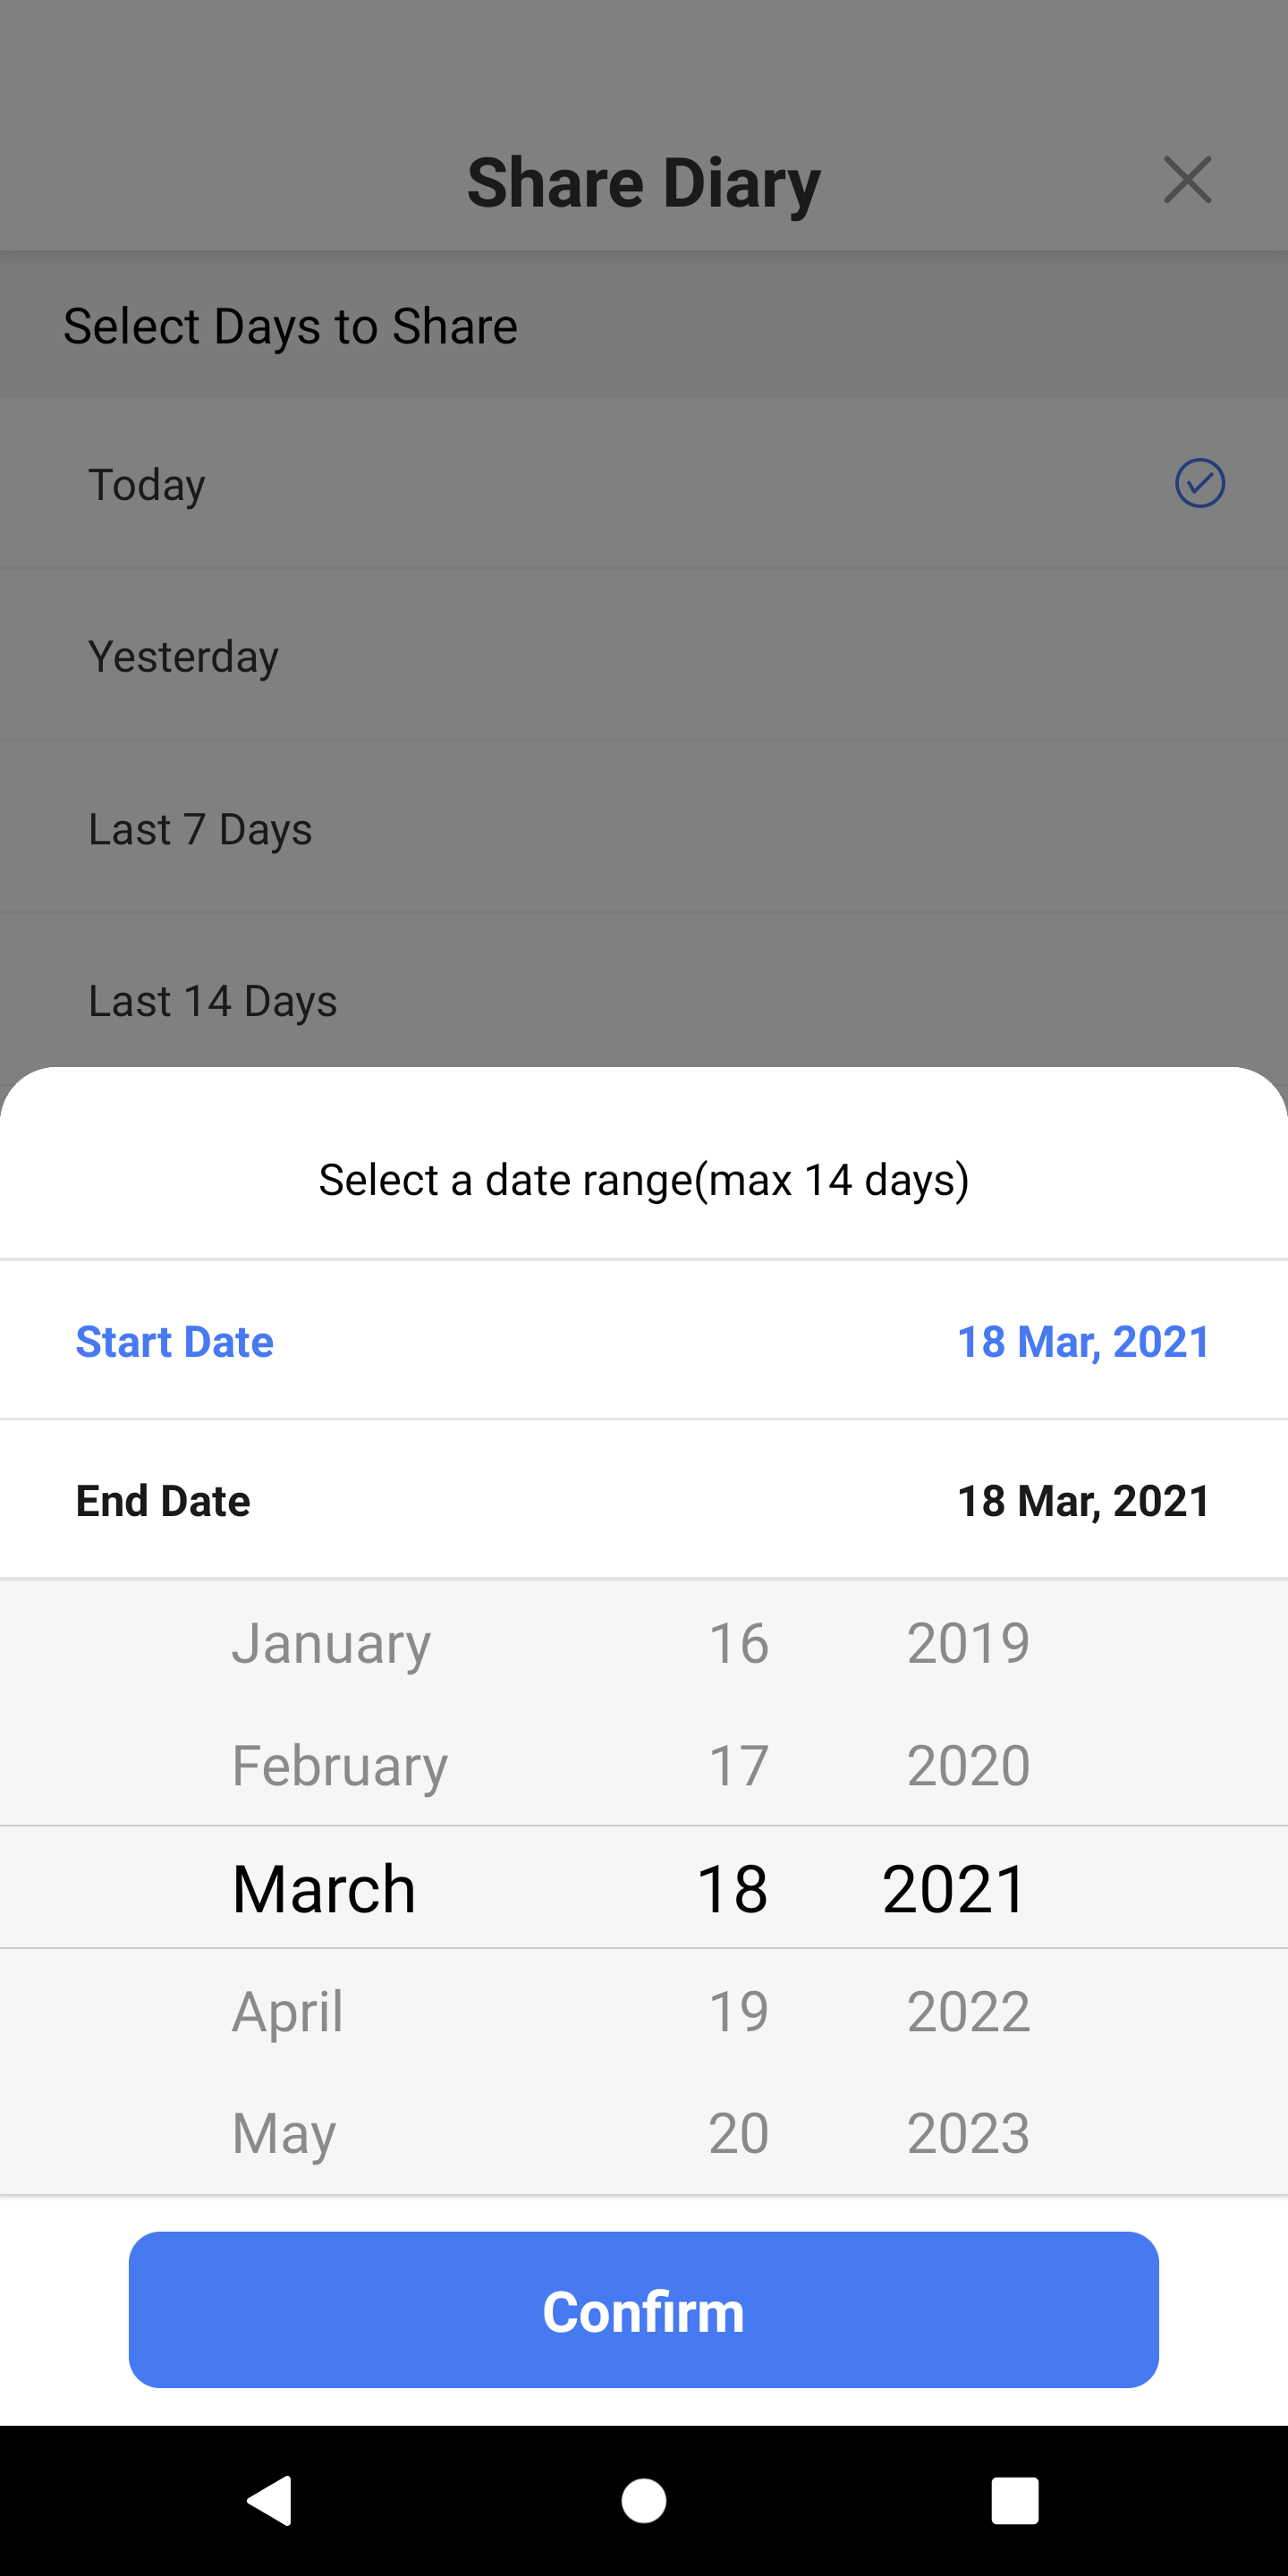 Share Diary
Select Days to Share
Today
Yesterday
Last 7 Days
Last 14 Days
Select a date range(max 14 days)
Start Date 18 Mar, 2021
End Date 18 Mar, 2021
January 16 2019
February 17 2020
March 18 2021
April 19 2022
May 20 2023
Confirm